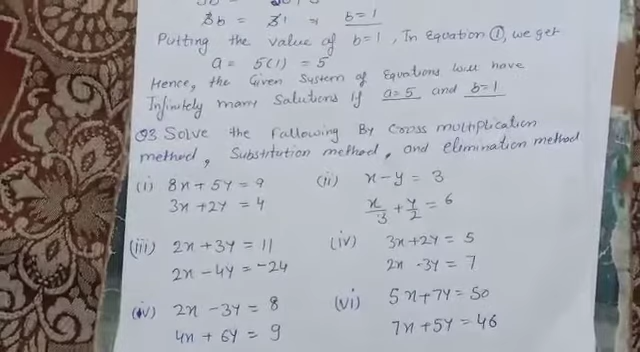 3b = 3 1 ⇒ b=1
Putting the value of b=1, In Equation ①, we get
a = 5(1) = 5
Hence, the Given System of Equations will have
Infinitely many Solutions if a=5 and b=1
Q3 Solve the Following By Cross multiplication
method, Substitution method, and elimination method
(i) 8x + 5y = 9 (ii) x - y = 3
3x + 2y = 4 x/3 + y/2 = 6
(iii) 2x + 3y = 11 (iv) 3x + 2y = 5
2x - 4y = -24 2x - 3y = 7
(iv) 2x - 3y = 8 (vi) 5x + 7y = 50
4x + 6y = 9 7x + 5y = 46